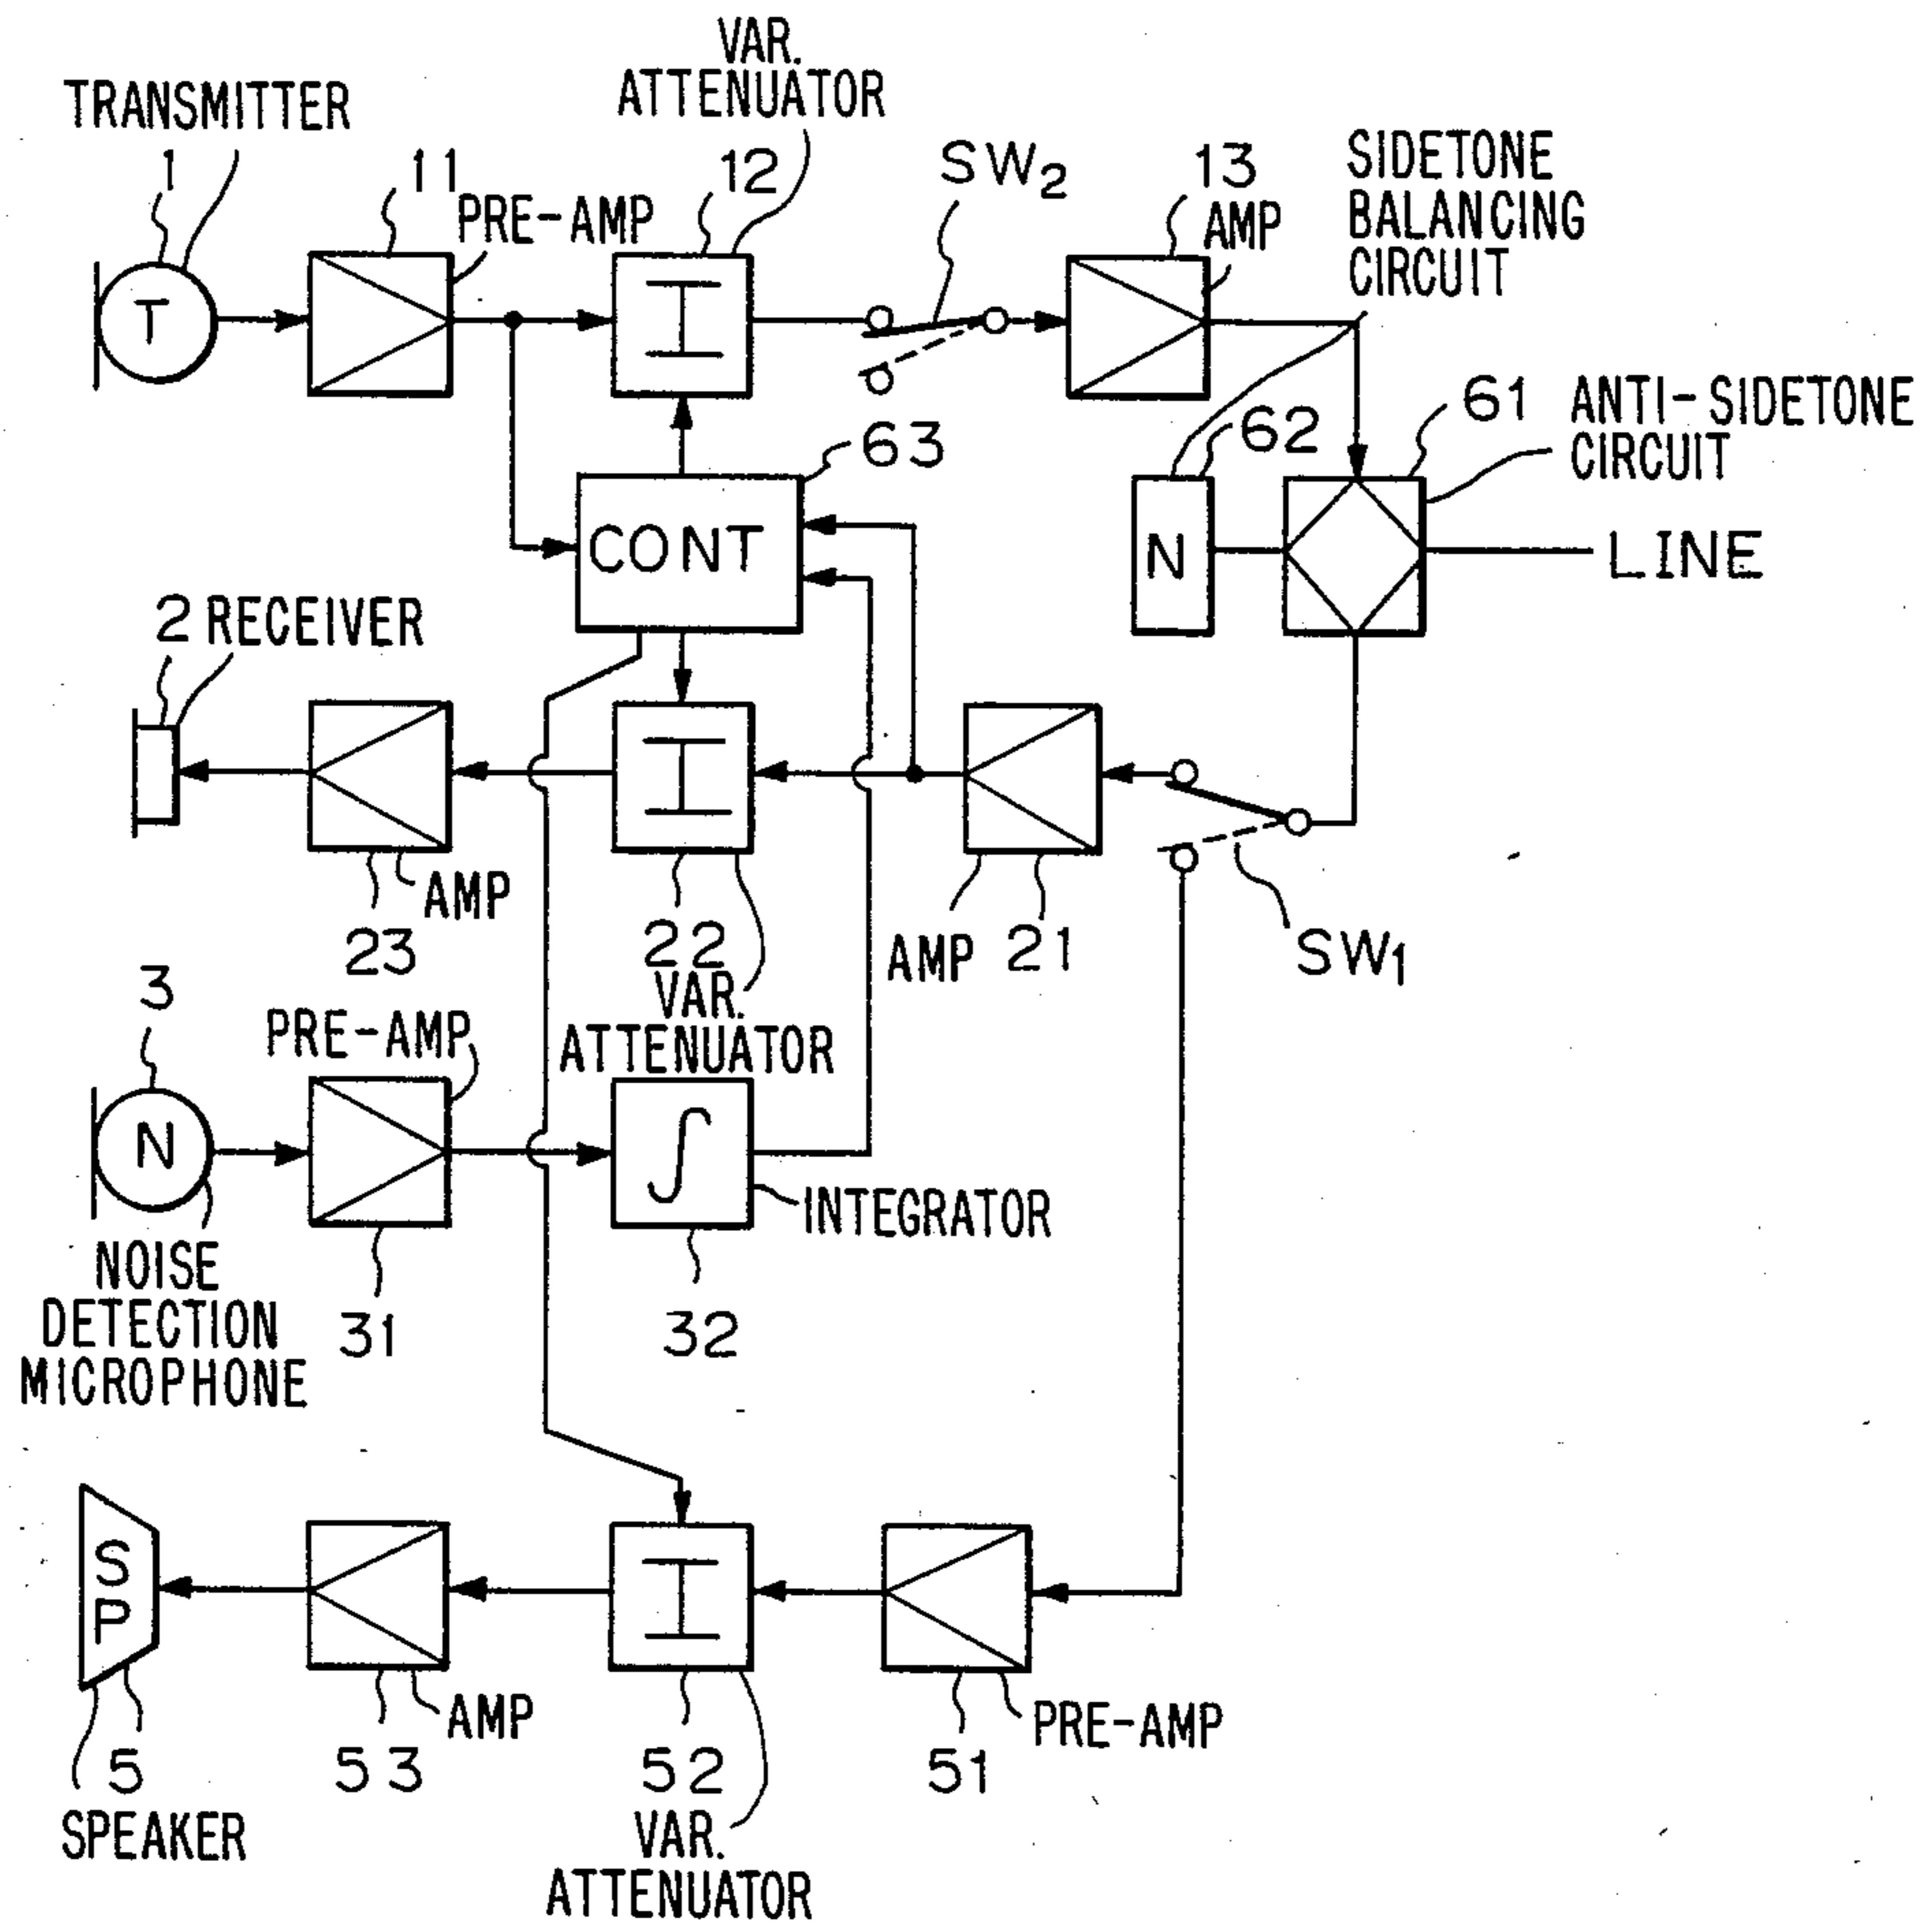 VAR.
ATTENUATOR
TRANSMITTER
1
11
PRE-AMP
12
SW2
13
AMP
SIDETONE
BALANCING
CIRCUIT
T
62
61
ANTI-SIDETONE
CIRCUIT
63
CONT
N
LINE
2 RECEIVER
AMP
23
22
VAR.
ATTENUATOR
AMP 21
SW1
3
PRE-AMP
N
INTEGRATOR
NOISE
DETECTION
MICROPHONE
31
32
SP
AMP
PRE-AMP
5
53
52
51
SPEAKER
VAR.
ATTENUATOR